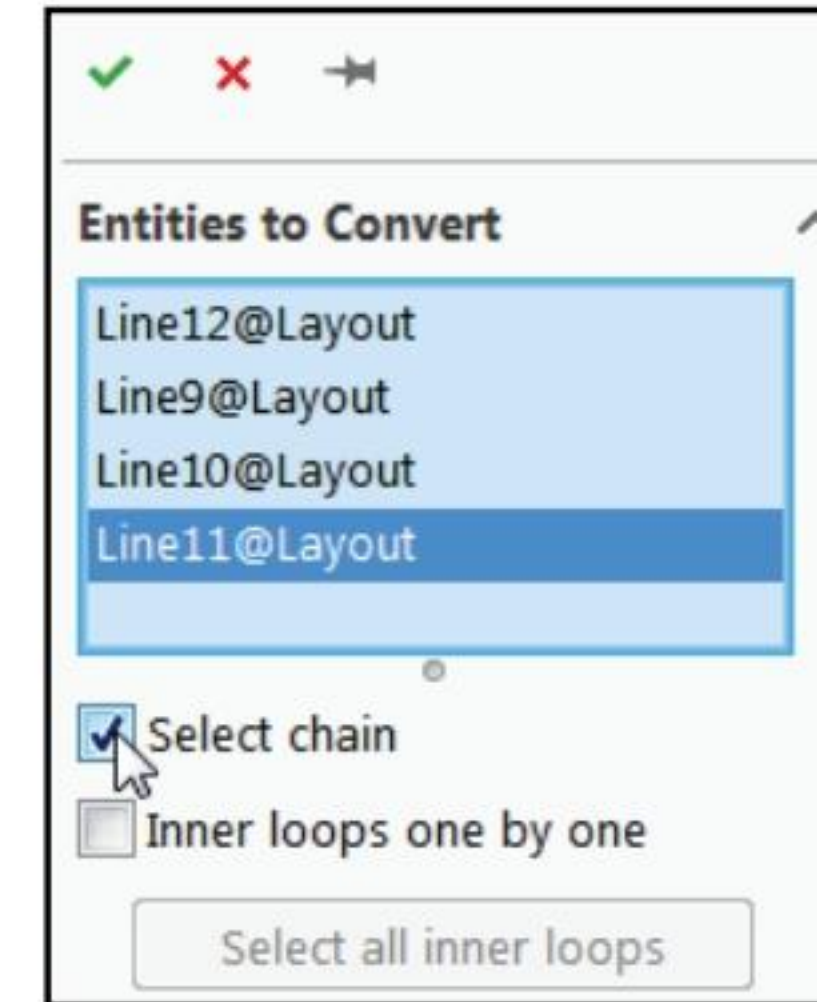 Entities to Convert
Line12@Layout
Line9@Layout
Line10@Layout
Line11@Layout
Select chain
Inner loops one by one
Select all inner loops